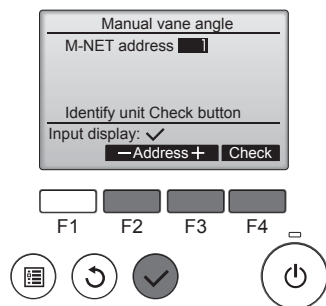 Manual vane angle
M-NET address 1
Identify unit Check button
Input display: ✓
−Address+ Check
F1 F2 F3 F4